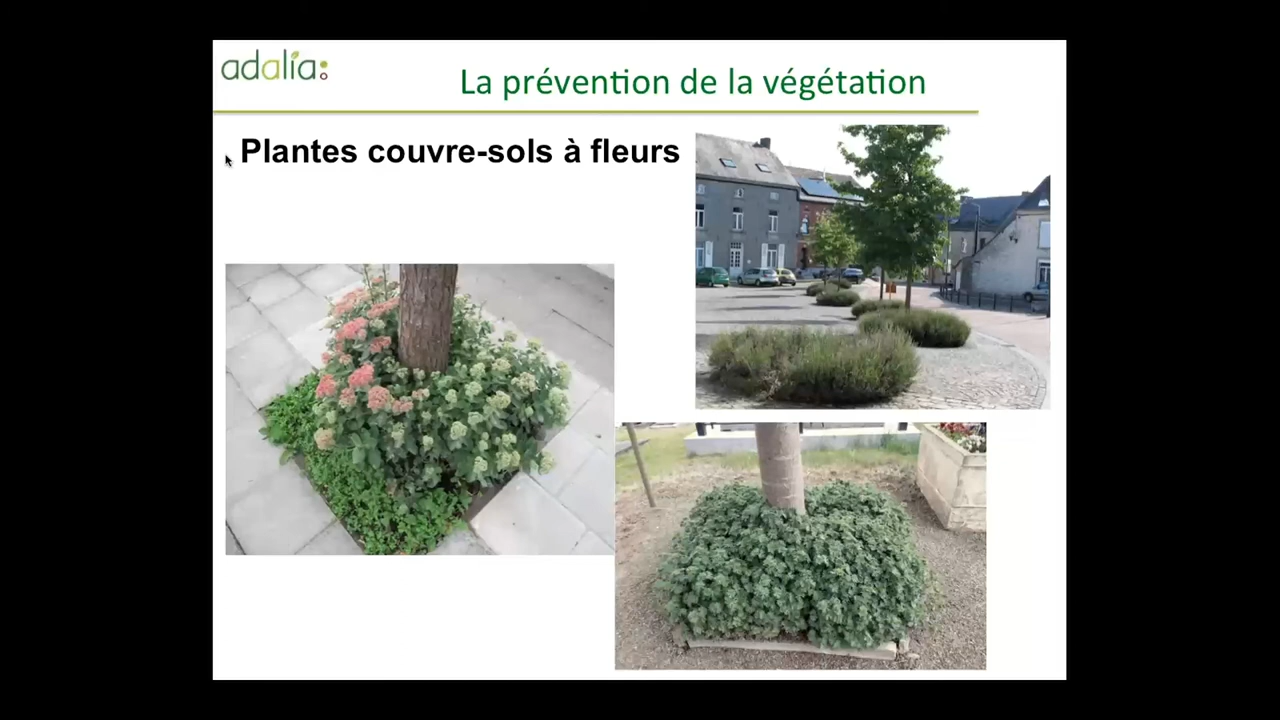 adalia
La prévention de la végétation
Plantes couvre-sols à fleurs